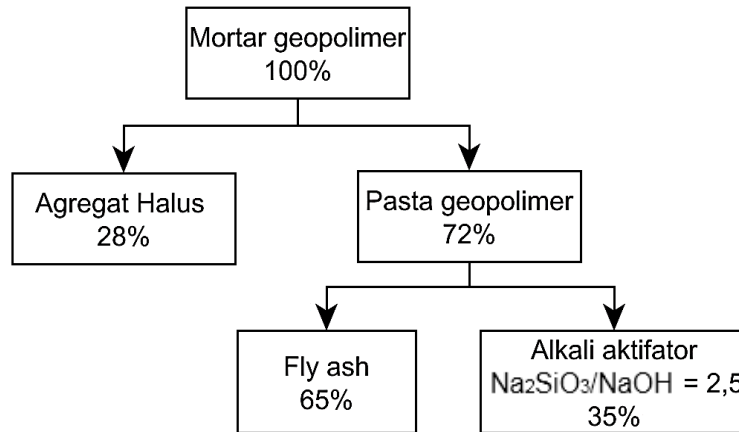 Mortar geopolimer
100%
Agregat Halus
28%
Pasta geopolimer
72%
Fly ash
65%
Alkali aktifator
Na₂SiO₃/NaOH = 2,5
35%